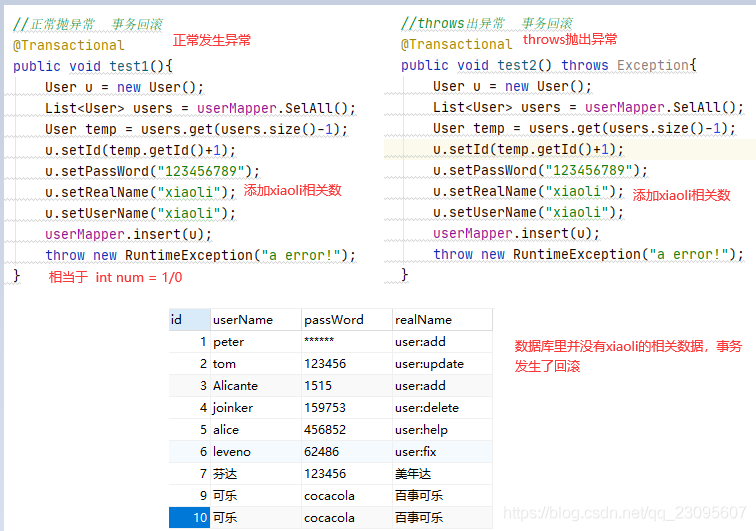 //正常抛异常 事务回滚
@Transactional 正常发生异常
public void test1(){
User u = new User();
List<User> users = userMapper.SelAll();
User temp = users.get(users.size()-1);
u.setId(temp.getId()+1);
u.setPassWord("123456789");
u.setRealName("xiaoli"); 添加xiaoli相关数
u.setUserName("xiaoli");
userMapper.insert(u);
throw new RuntimeException("a error!");
} 相当于 int num = 1/0
//throws出异常 事务回滚
@Transactional throws抛出异常
public void test2() throws Exception{
User u = new User();
List<User> users = userMapper.SelAll();
User temp = users.get(users.size()-1);
u.setId(temp.getId()+1);
u.setPassWord("123456789");
u.setRealName("xiaoli"); 添加xiaoli相关数
u.setUserName("xiaoli");
userMapper.insert(u);
throw new RuntimeException("a error!");
}
id userName passWord realName
1 peter ****** user:add
2 tom 123456 user:update
3 Alicante 1515 user:add
4 joinker 159753 user:delete
5 alice 456852 user:help
6 leveno 62486 user:fix
7 芬达 123456 美年达
9 可乐 cocacola 百事可乐
10 可乐 cocacola 百事可乐
数据库里并没有xiaoli的相关数据，事务
发生了回滚
https://blog.csdn.net/qq_23095607